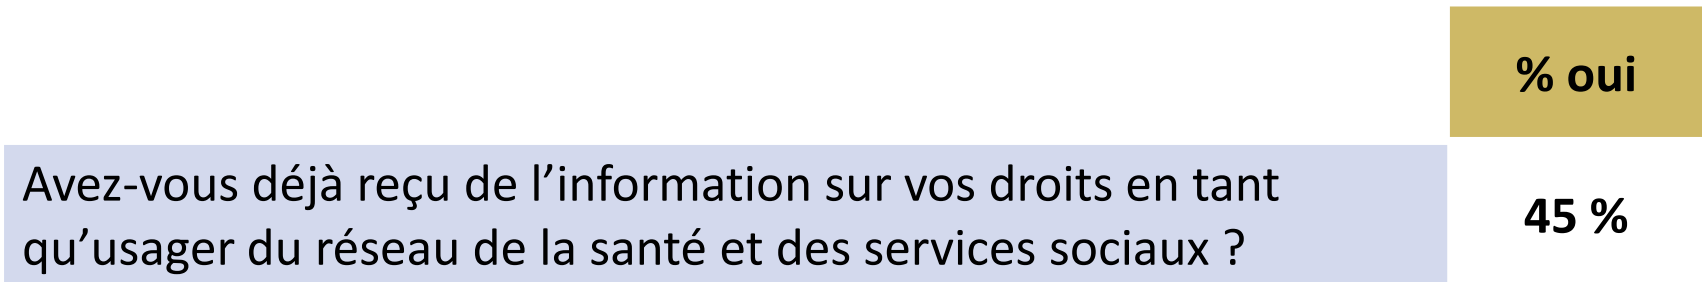 % oui
Avez-vous déjà reçu de l’information sur vos droits en tant
qu’usager du réseau de la santé et des services sociaux ?
45 %